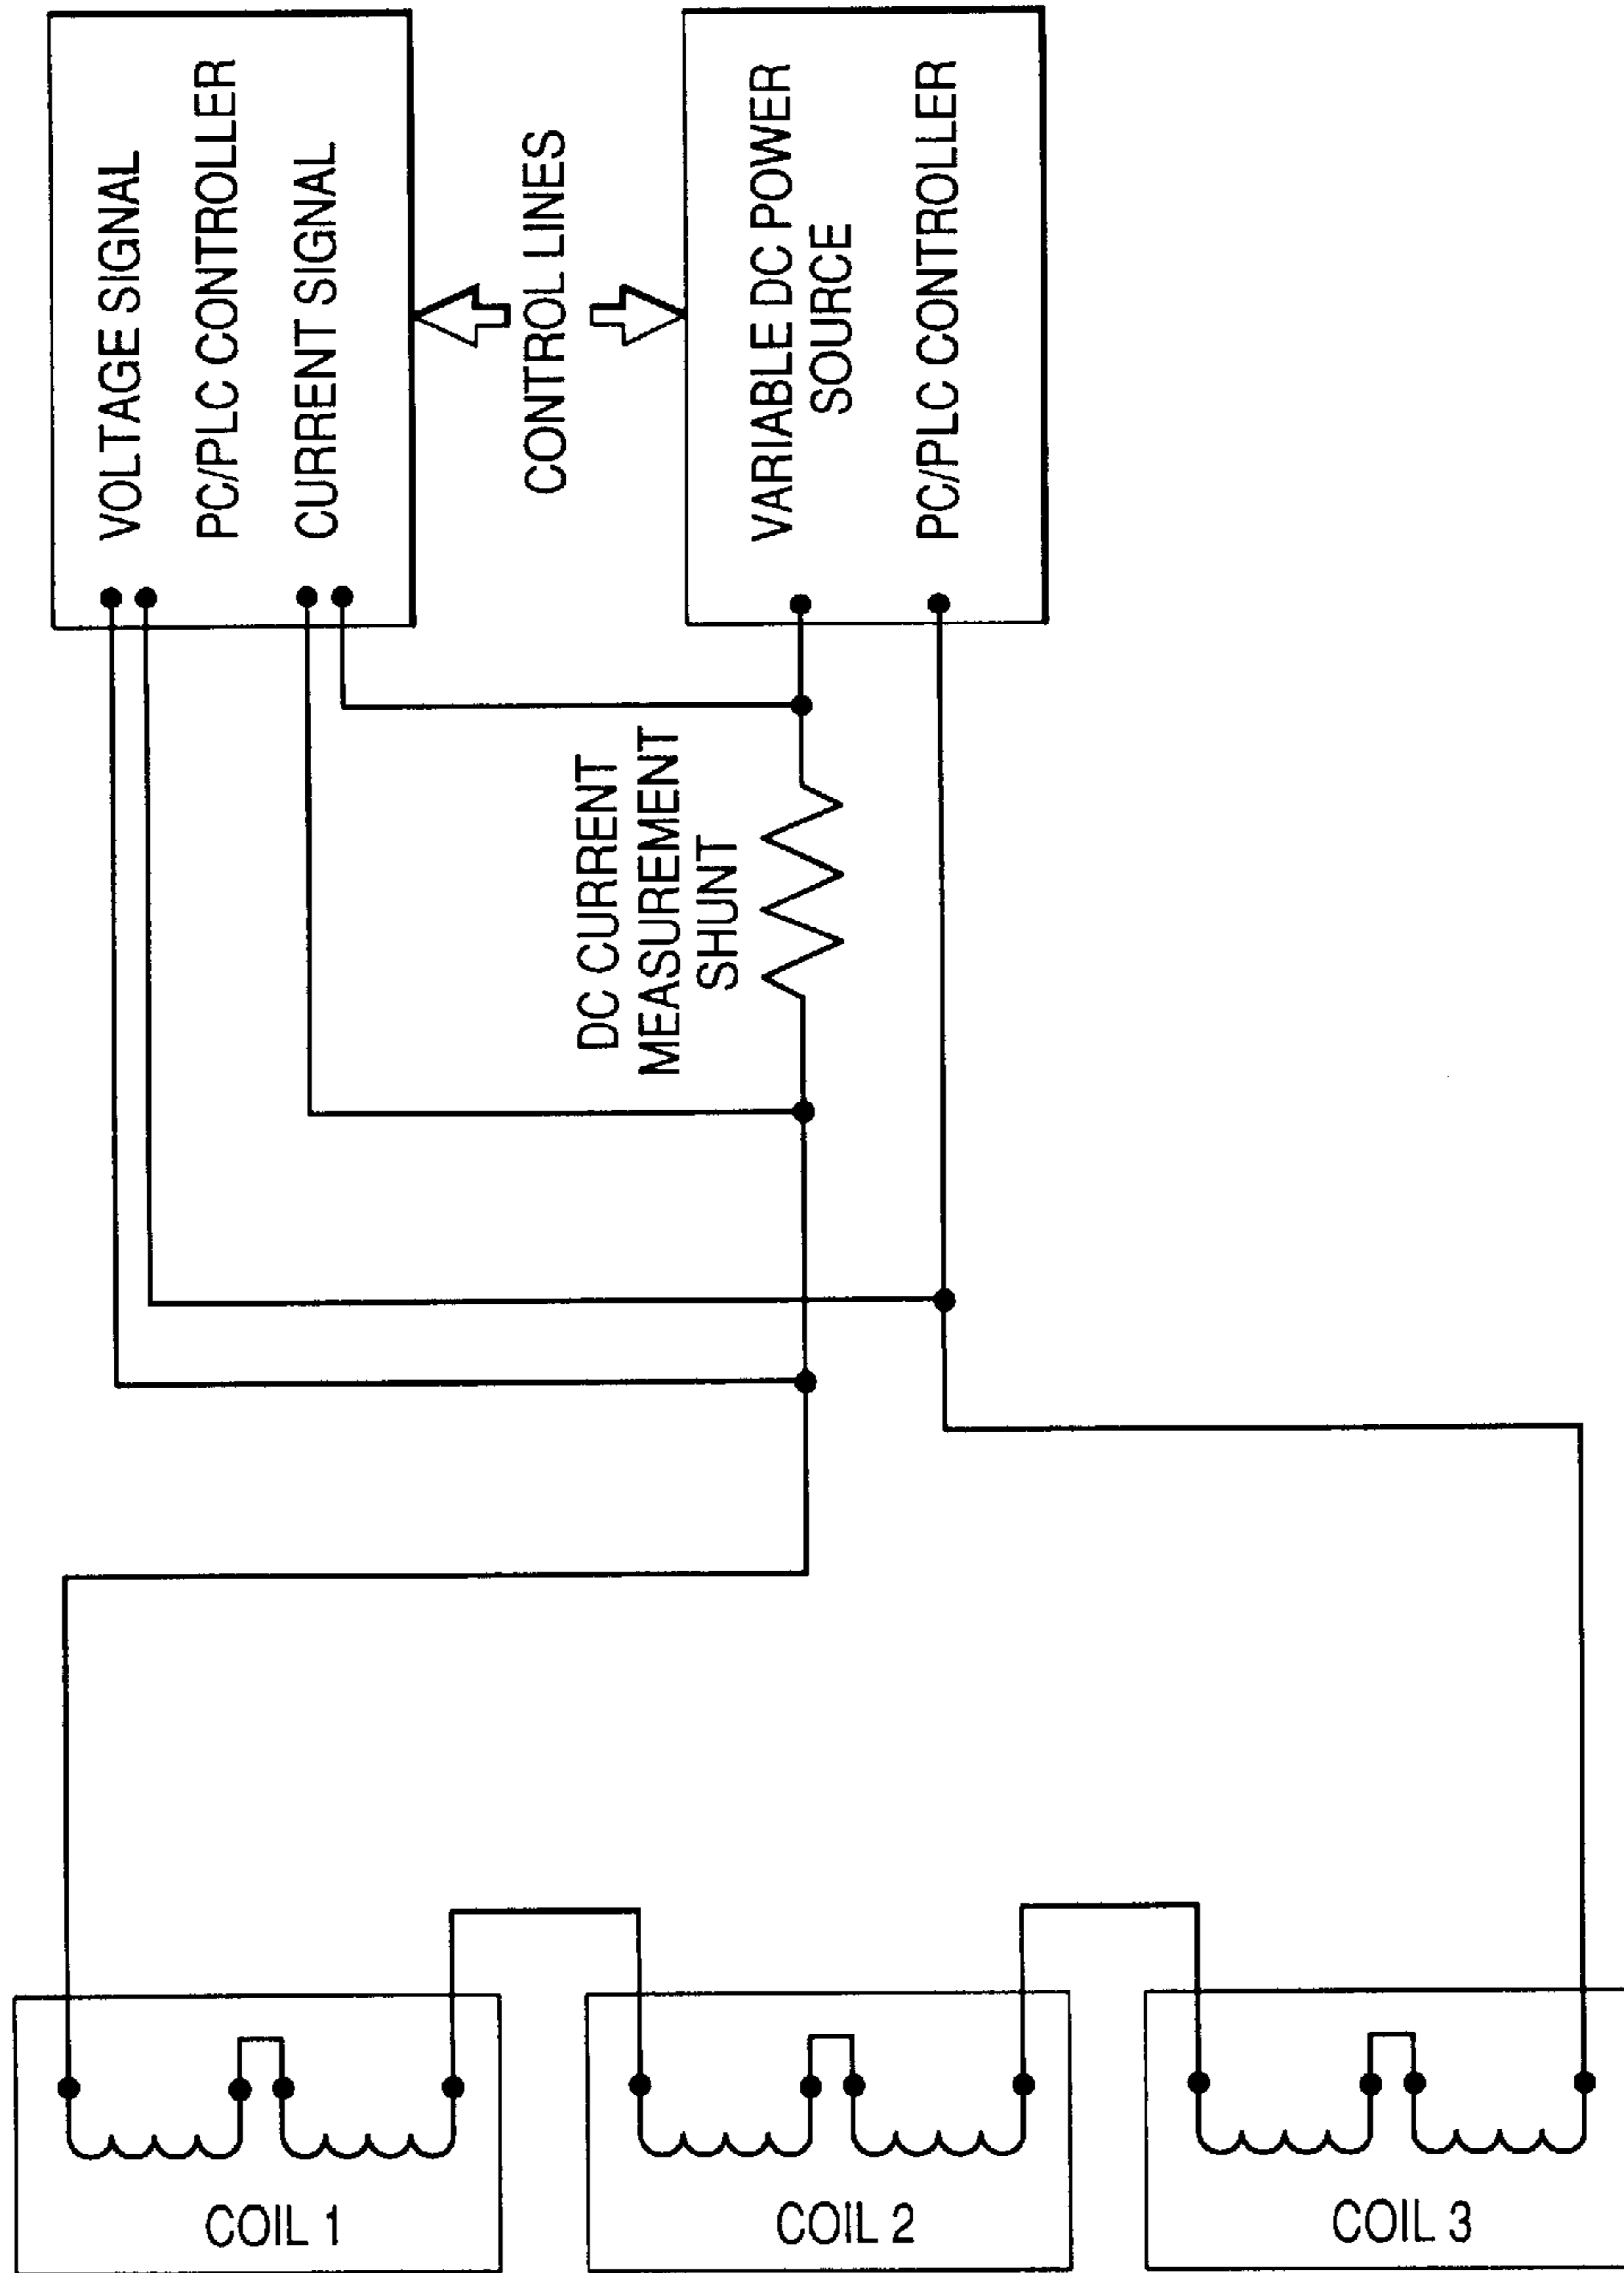 VOLTAGE SIGNAL
PC/PLC CONTROLLER
CURRENT SIGNAL
CONTROL LINES
VARIABLE DC POWER
SOURCE
PC/PLC CONTROLLER
DC CURRENT
MEASUREMENT
SHUNT
COIL 1
COIL 2
COIL 3